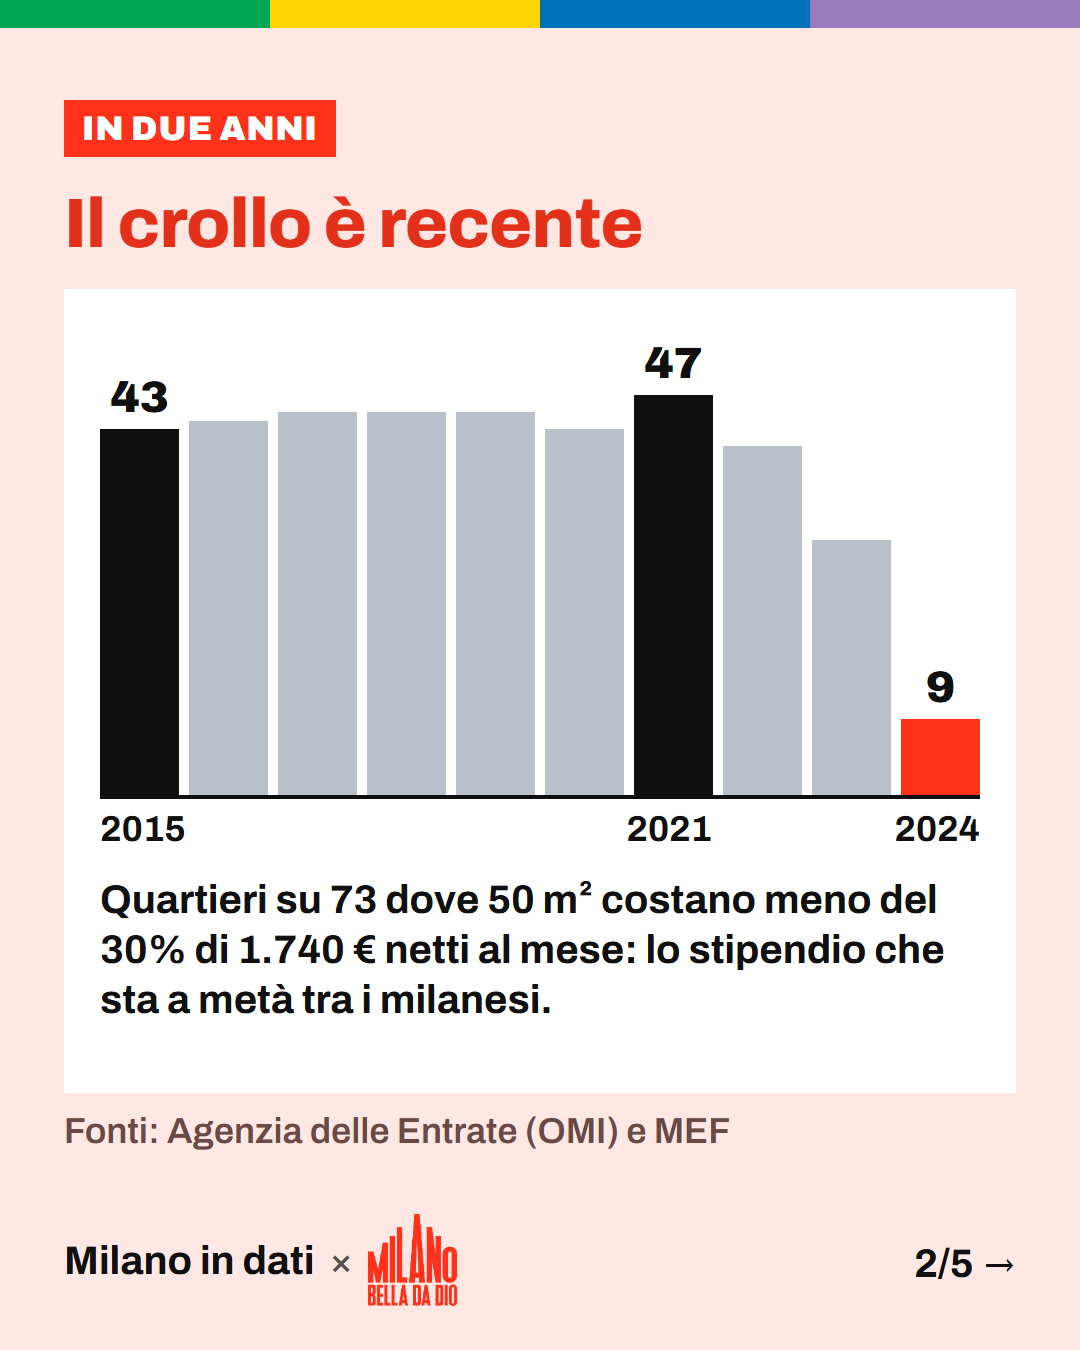 IN DUE ANNI
Il crollo è recente
43
47
9
2015
2021
2024
Quartieri su 73 dove 50 m² costano meno del
30% di 1.740 € netti al mese: lo stipendio che
sta a metà tra i milanesi.
Fonti: Agenzia delle Entrate (OMI) e MEF
Milano in dati ×
MILANO
BELLA DA DIO
2/5 →